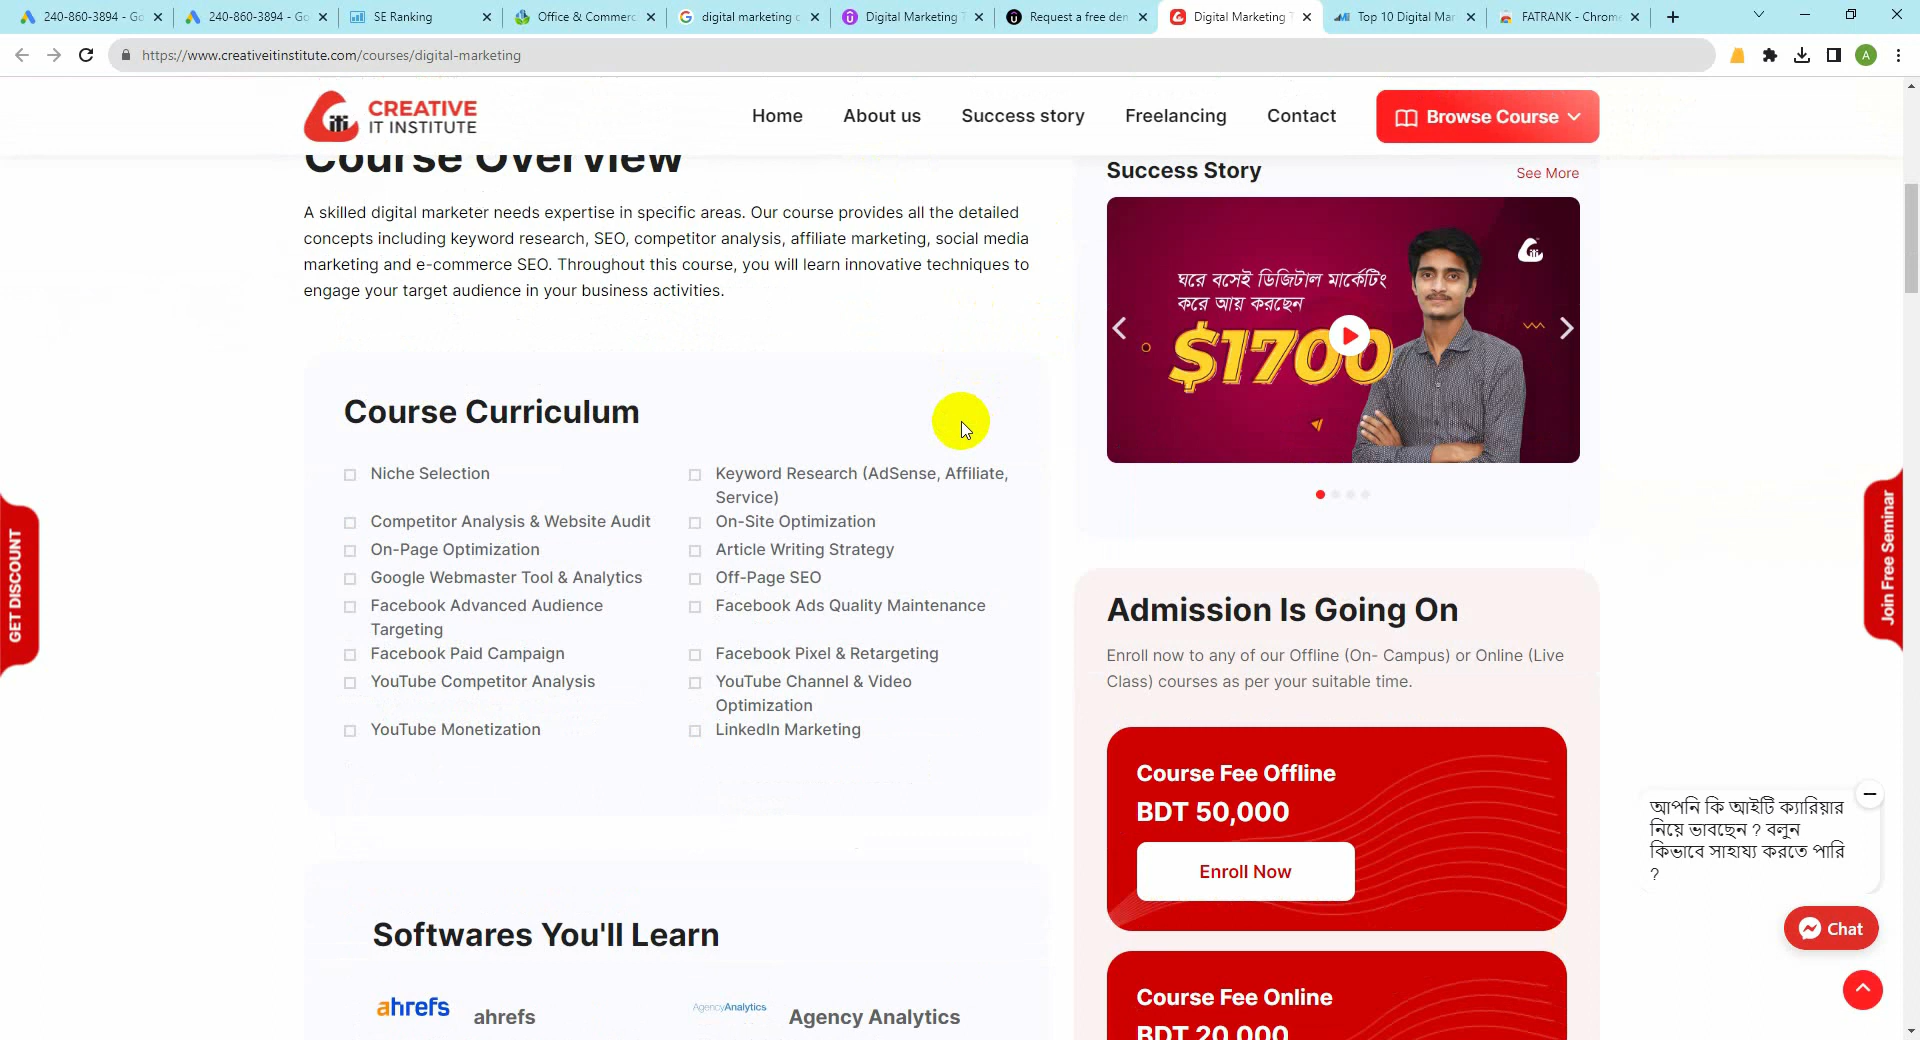 240-860-3894 - Go
240-860-3894 - Go
SE Ranking
Office & Commerc
digital marketing c
Digital Marketing T
Request a free den
Digital Marketing T
Top 10 Digital Mar
FATRANK - Chrome
https://www.creativeitinstitute.com/courses/digital-marketing
A
CREATIVE
IT INSTITUTE
Home
About us
Success story
Freelancing
Contact
Browse Course
Course Overview
A skilled digital marketer needs expertise in specific areas. Our course provides all the detailed
concepts including keyword research, SEO, competitor analysis, affiliate marketing, social media
marketing and e-commerce SEO. Throughout this course, you will learn innovative techniques to
engage your target audience in your business activities.
Course Curriculum
Niche Selection
Keyword Research (AdSense, Affiliate,
Service)
Competitor Analysis & Website Audit
On-Site Optimization
On-Page Optimization
Article Writing Strategy
Google Webmaster Tool & Analytics
Off-Page SEO
Facebook Advanced Audience
Targeting
Facebook Ads Quality Maintenance
Facebook Paid Campaign
Facebook Pixel & Retargeting
YouTube Competitor Analysis
YouTube Channel & Video
Optimization
YouTube Monetization
LinkedIn Marketing
Softwares You'll Learn
ahrefs
ahrefs
AgencyAnalytics
Agency Analytics
Success Story
See More
ঘরে বসেই ডিজিটাল মার্কেটিং
করে আয় করছেন
$1700
Admission Is Going On
Enroll now to any of our Offline (On- Campus) or Online (Live
Class) courses as per your suitable time.
Course Fee Offline
BDT 50,000
Enroll Now
Course Fee Online
BDT 20,000
GET DISCOUNT
Join Free Seminar
আপনি কি আইটি ক্যারিয়ার
নিয়ে ভাবছেন ? বলুন
কিভাবে সাহায্য করতে পারি
?
Chat